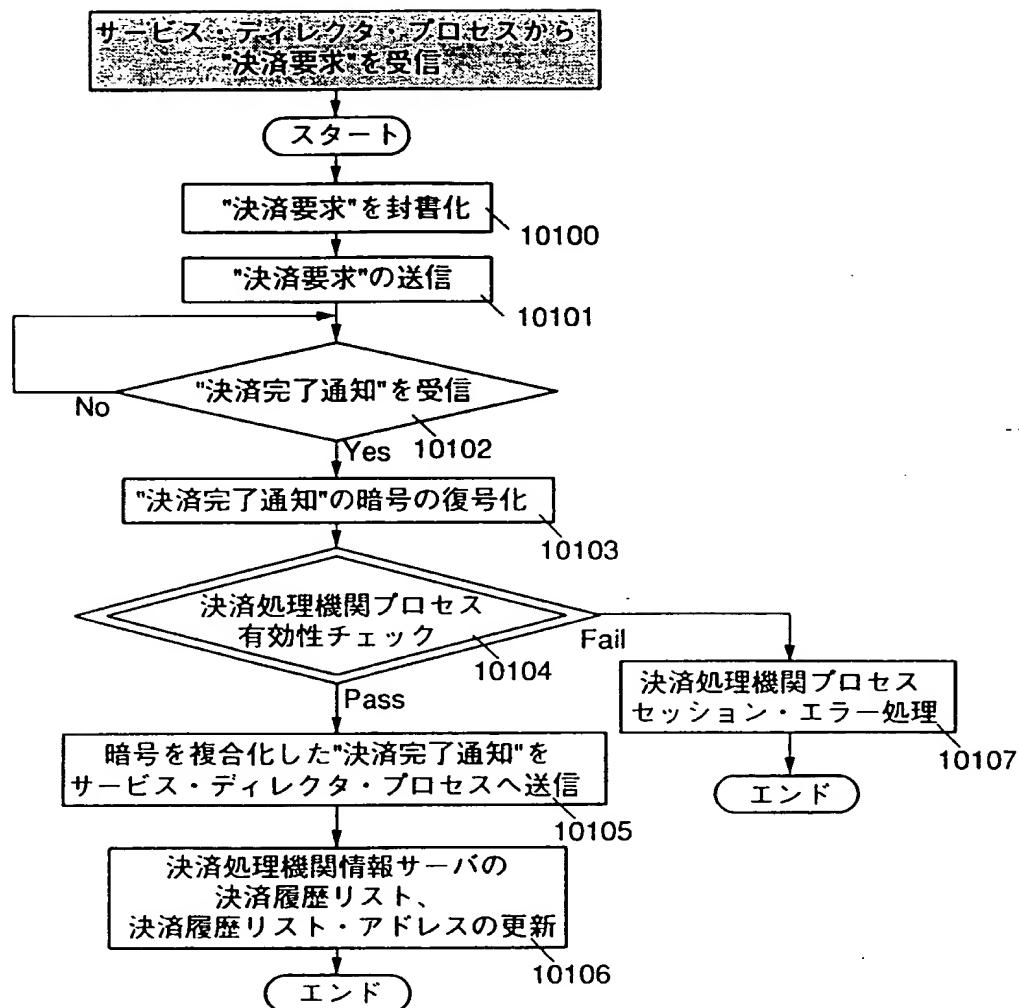 サービス・ディレクタ・プロセスから
"決済要求"を受信
スタート
"決済要求"を封書化
10100
"決済要求"の送信
10101
"決済完了通知"を受信
No
10102
Yes
"決済完了通知"の暗号の復号化
10103
決済処理機関プロセス
有効性チェック
10104
Fail
Pass
決済処理機関プロセス
セッション・エラー処理
10107
エンド
暗号を複合化した"決済完了通知"を
サービス・ディレクタ・プロセスへ送信
10105
決済処理機関情報サーバの
決済履歴リスト、
決済履歴リスト・アドレスの更新
10106
エンド